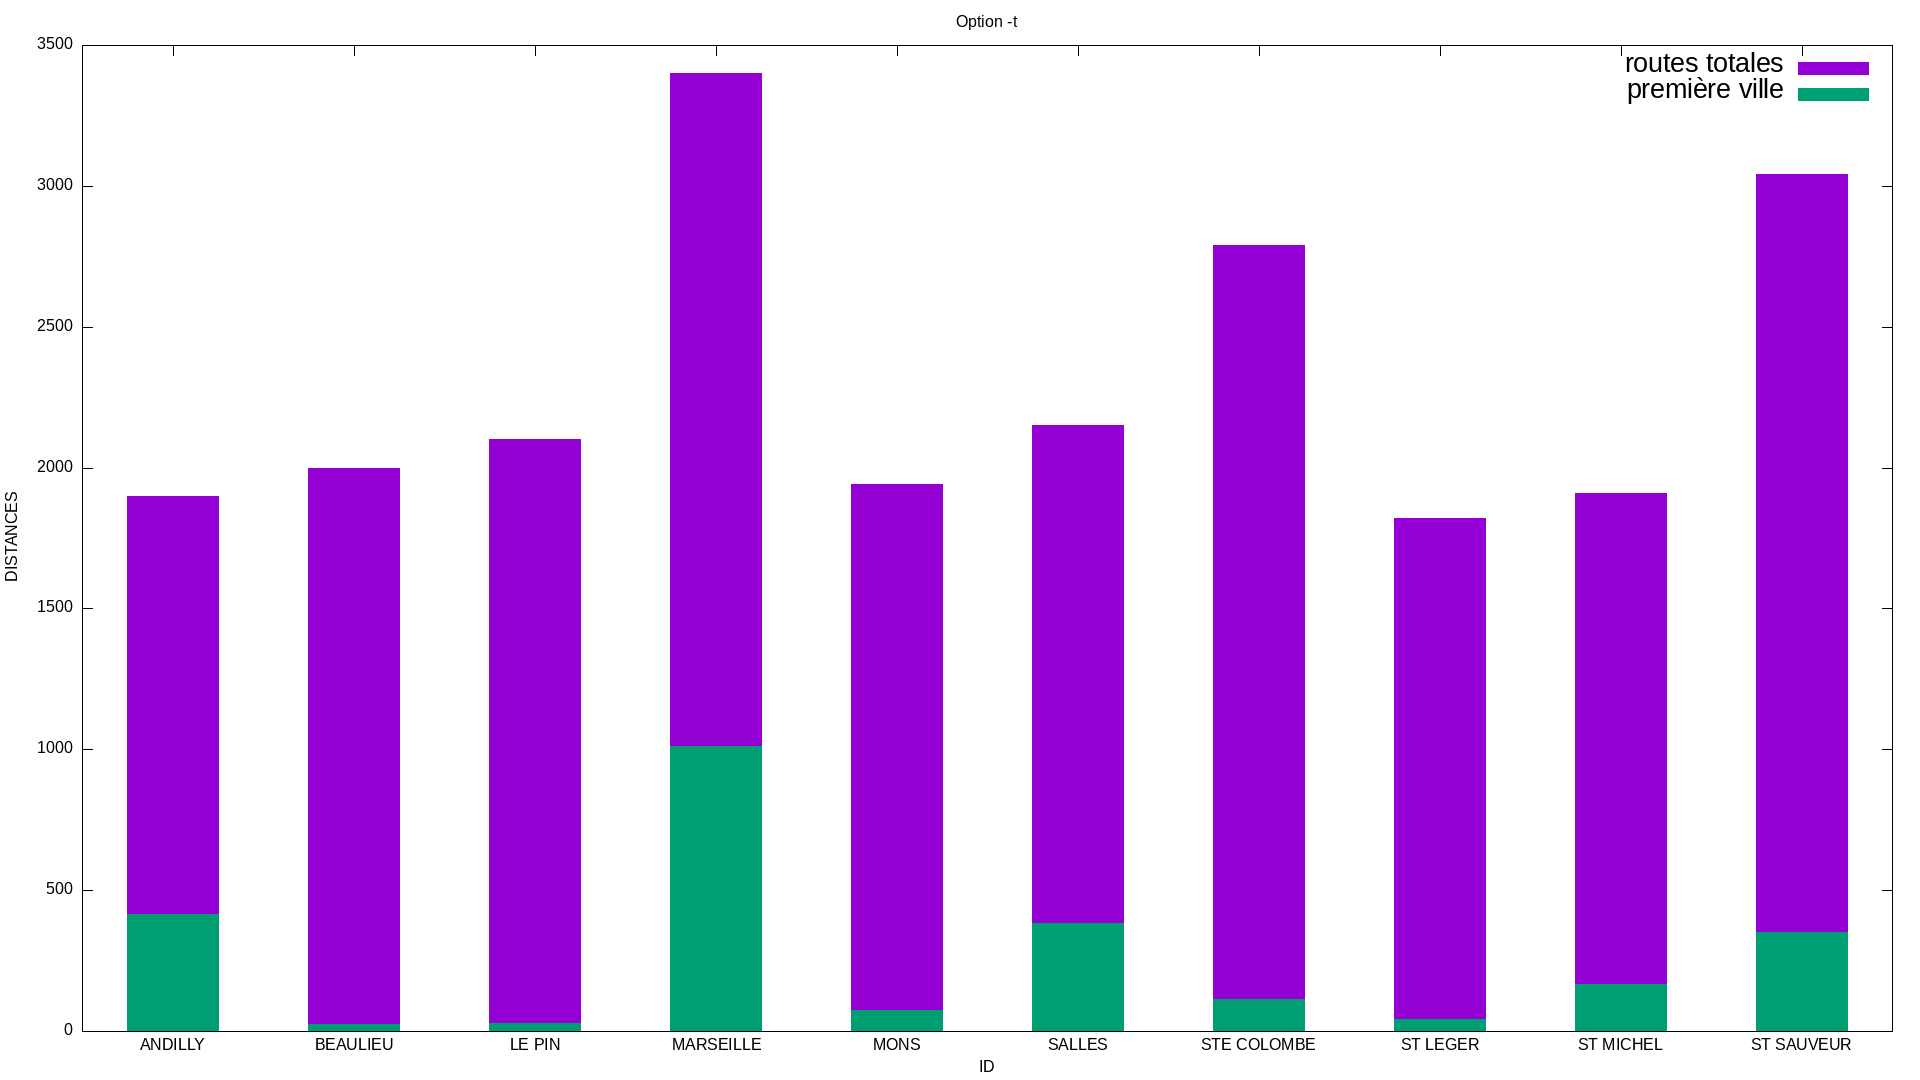 Option -t
routes totales
première ville
3500
3000
2500
2000
1500
1000
500
0
DISTANCES
ANDILLY BEAULIEU LE PIN MARSEILLE MONS SALLES STE COLOMBE ST LEGER ST MICHEL ST SAUVEUR
ID